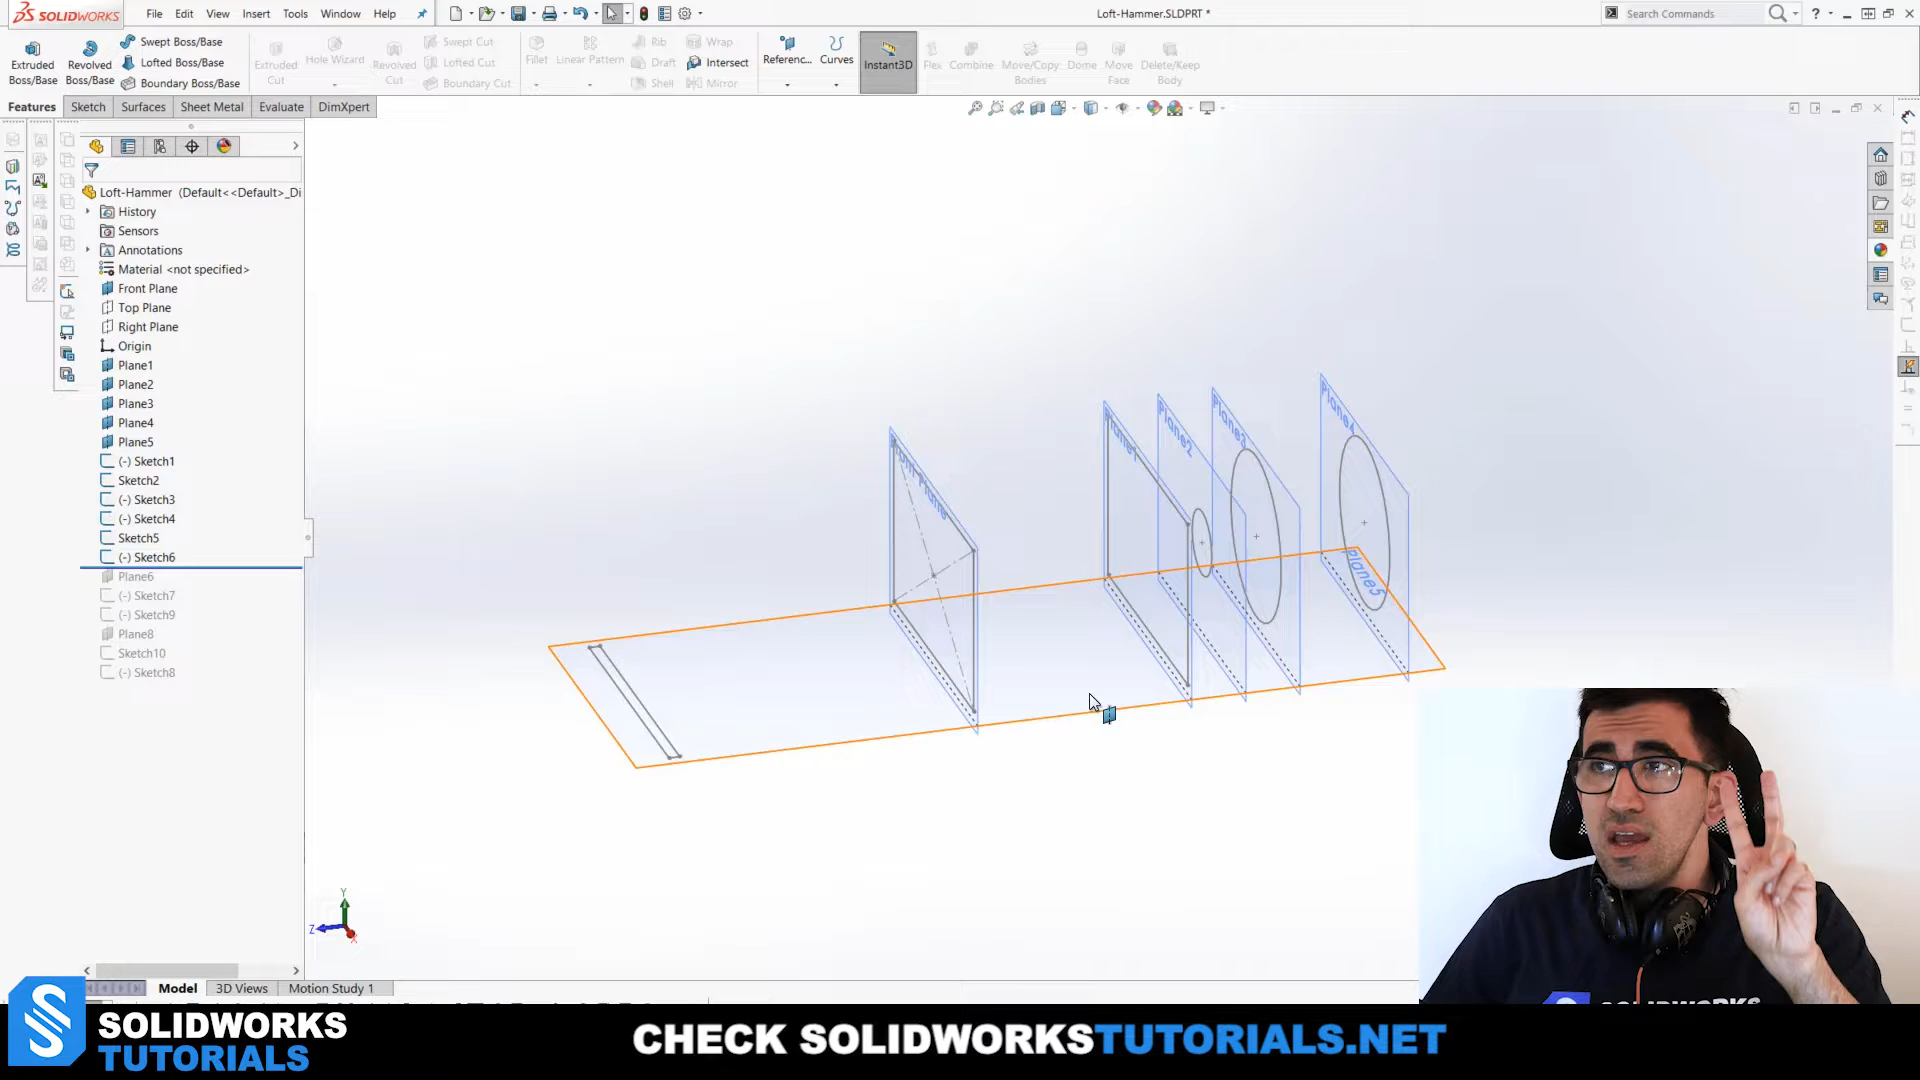 SOLIDWORKS
File Edit View Insert Tools Window Help
Loft-Hammer.SLDPRT *
Search Commands
Extruded Boss/Base
Revolved Boss/Base
Swept Boss/Base
Lofted Boss/Base
Boundary Boss/Base
Extruded Cut
Hole Wizard
Revolved Cut
Swept Cut
Lofted Cut
Boundary Cut
Fillet
Linear Pattern
Rib
Draft
Shell
Wrap
Intersect
Mirror
Referenc...
Curves
Instant3D
Flex
Combine
Move/Copy Bodies
Dome
Move Face
Delete/Keep Body
Features Sketch Surfaces Sheet Metal Evaluate DimXpert
Loft-Hammer (Default<<Default>_Di
History
Sensors
Annotations
Material <not specified>
Front Plane
Top Plane
Right Plane
Origin
Plane1
Plane2
Plane3
Plane4
Plane5
(-) Sketch1
Sketch2
(-) Sketch3
(-) Sketch4
Sketch5
(-) Sketch6
Plane6
(-) Sketch7
(-) Sketch9
Plane8
Sketch10
(-) Sketch8
Plane2
Plane3
Plane4
Plane5
Y
Z
X
Model 3D Views Motion Study 1
SOLIDWORKS
TUTORIALS
CHECK SOLIDWORKSTUTORIALS.NET